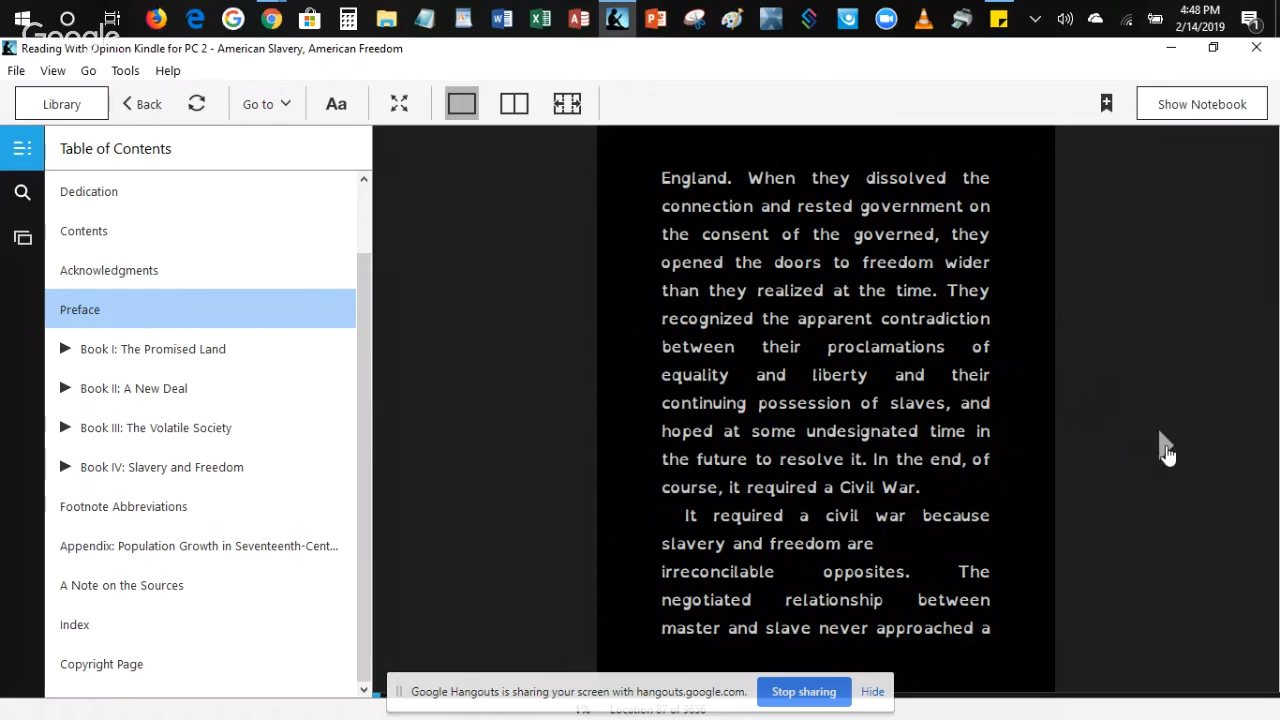 Google
4:48 PM
2/14/2019
1
Reading With Opinion Kindle for PC 2 - American Slavery, American Freedom
File View Go Tools Help
Library Back Go to Aa Show Notebook
Table of Contents
Dedication
Contents
Acknowledgments
Preface
Book I: The Promised Land
Book II: A New Deal
Book III: The Volatile Society
Book IV: Slavery and Freedom
Footnote Abbreviations
Appendix: Population Growth in Seventeenth-Cent...
A Note on the Sources
Index
Copyright Page
England. When they dissolved the
connection and rested government on
the consent of the governed, they
opened the doors to freedom wider
than they realized at the time. They
recognized the apparent contradiction
between their proclamations of
equality and liberty and their
continuing possession of slaves, and
hoped at some undesignated time in
the future to resolve it. In the end, of
course, it required a Civil War.
It required a civil war because
slavery and freedom are
irreconcilable opposites. The
negotiated relationship between
master and slave never approached a
Google Hangouts is sharing your screen with hangouts.google.com. Stop sharing Hide
1% Location 67 of 9656